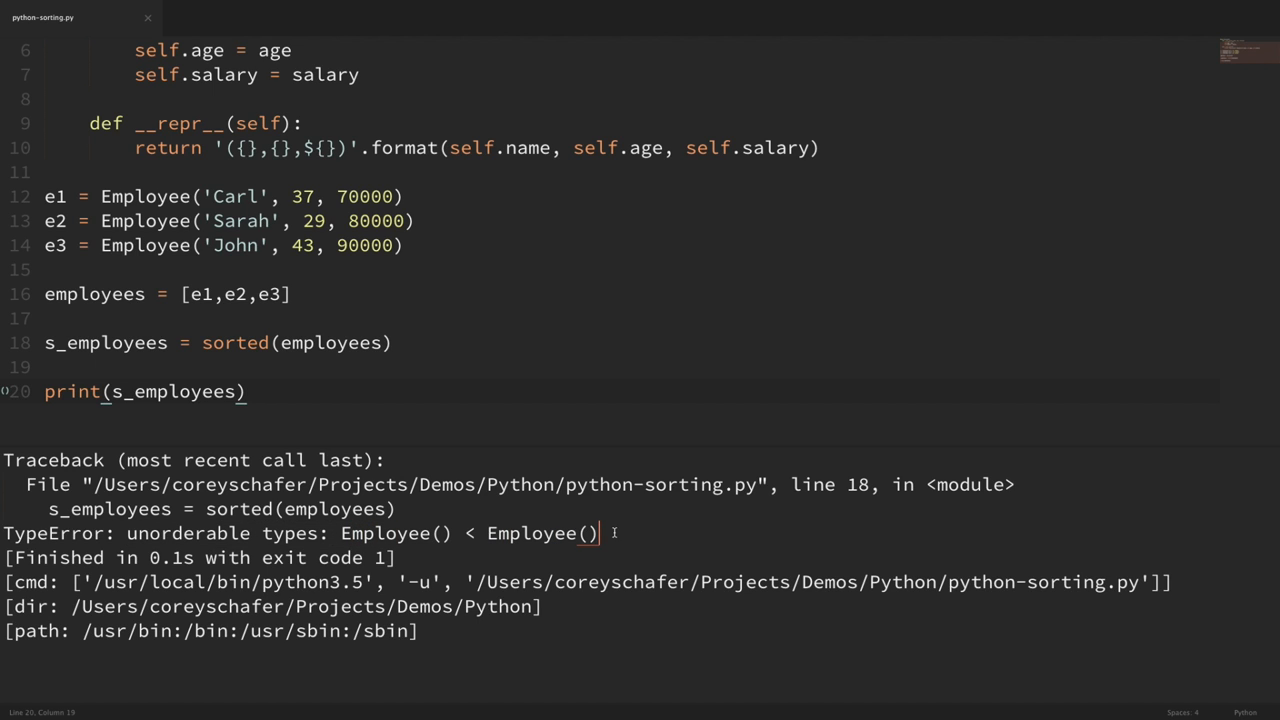 python-sorting.py ×
6 self.age = age
7 self.salary = salary
8
9 def __repr__(self):
10 return '({},{},${})'.format(self.name, self.age, self.salary)
11
12 e1 = Employee('Carl', 37, 70000)
13 e2 = Employee('Sarah', 29, 80000)
14 e3 = Employee('John', 43, 90000)
15
16 employees = [e1,e2,e3]
17
18 s_employees = sorted(employees)
19
()20 print(s_employees)
Traceback (most recent call last):
File "/Users/coreyschafer/Projects/Demos/Python/python-sorting.py", line 18, in <module>
s_employees = sorted(employees)
TypeError: unorderable types: Employee() < Employee()
[Finished in 0.1s with exit code 1]
[cmd: ['/usr/local/bin/python3.5', '-u', '/Users/coreyschafer/Projects/Demos/Python/python-sorting.py']]
[dir: /Users/coreyschafer/Projects/Demos/Python]
[path: /usr/bin:/bin:/usr/sbin:/sbin]
Line 20, Column 19 Spaces: 4 Python